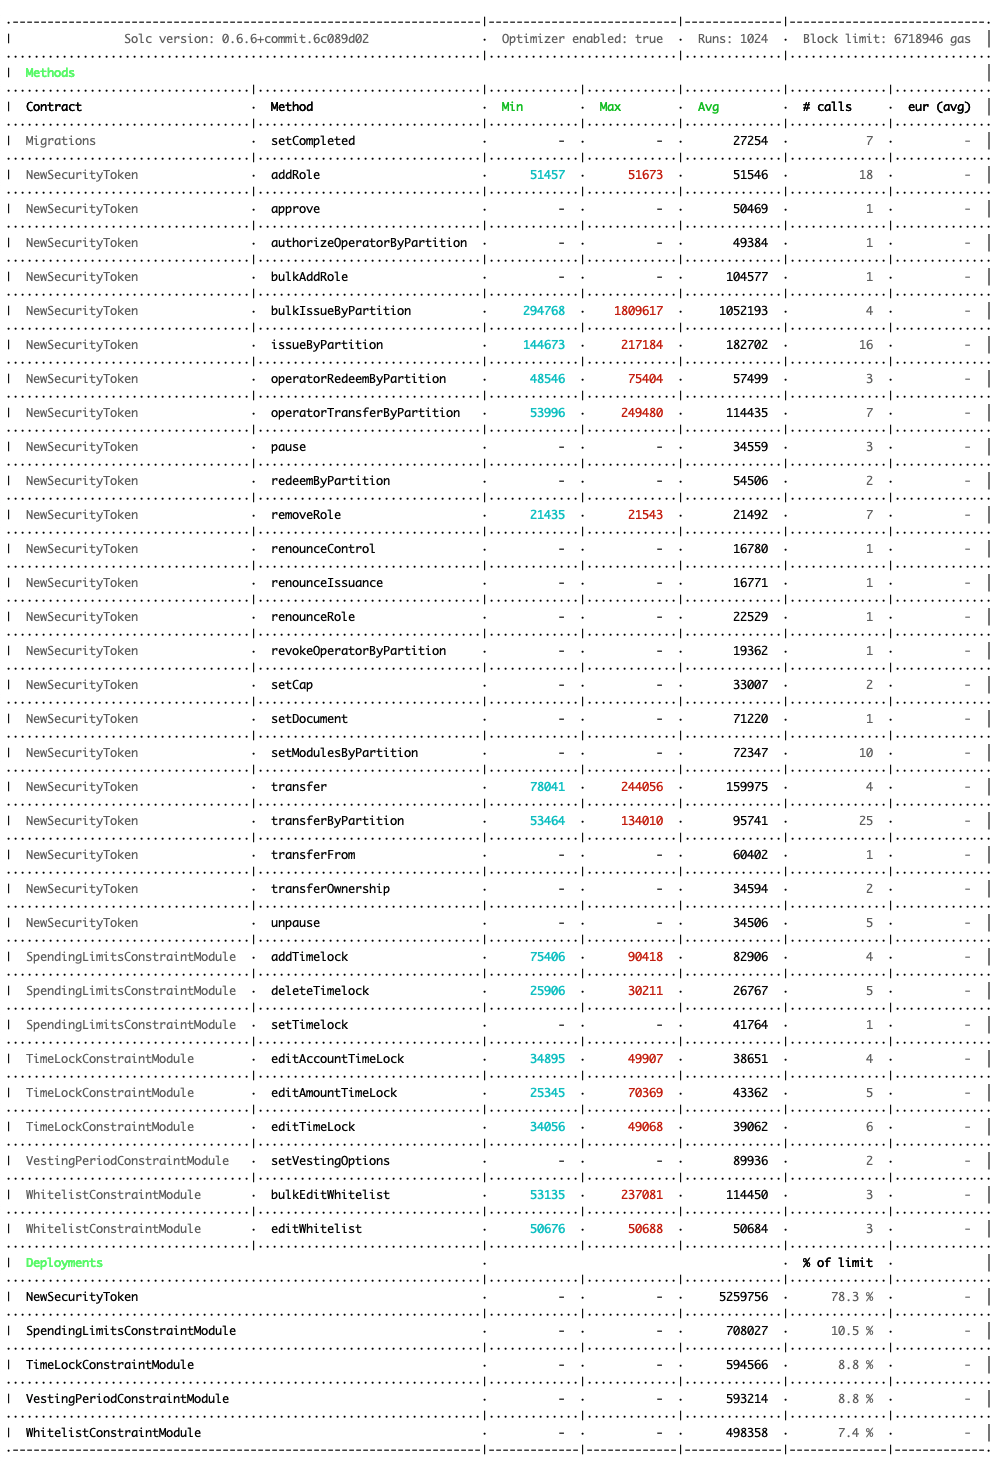 Solc version: 0.6.6+commit.6c089d02 · Optimizer enabled: true · Runs: 1024 · Block limit: 6718946 gas
Methods
Contract · Method · Min · Max · Avg · # calls · eur (avg)
Migrations · setCompleted · - · - · 27254 · 7 · -
NewSecurityToken · addRole · 51457 · 51673 · 51546 · 18 · -
NewSecurityToken · approve · - · - · 50469 · 1 · -
NewSecurityToken · authorizeOperatorByPartition · - · - · 49384 · 1 · -
NewSecurityToken · bulkAddRole · - · - · 104577 · 1 · -
NewSecurityToken · bulkIssueByPartition · 294768 · 1809617 · 1052193 · 4 · -
NewSecurityToken · issueByPartition · 144673 · 217184 · 182702 · 16 · -
NewSecurityToken · operatorRedeemByPartition · 48546 · 75404 · 57499 · 3 · -
NewSecurityToken · operatorTransferByPartition · 53996 · 249480 · 114435 · 7 · -
NewSecurityToken · pause · - · - · 34559 · 3 · -
NewSecurityToken · redeemByPartition · - · - · 54506 · 2 · -
NewSecurityToken · removeRole · 21435 · 21543 · 21492 · 7 · -
NewSecurityToken · renounceControl · - · - · 16780 · 1 · -
NewSecurityToken · renounceIssuance · - · - · 16771 · 1 · -
NewSecurityToken · renounceRole · - · - · 22529 · 1 · -
NewSecurityToken · revokeOperatorByPartition · - · - · 19362 · 1 · -
NewSecurityToken · setCap · - · - · 33007 · 2 · -
NewSecurityToken · setDocument · - · - · 71220 · 1 · -
NewSecurityToken · setModulesByPartition · - · - · 72347 · 10 · -
NewSecurityToken · transfer · 78041 · 244056 · 159975 · 4 · -
NewSecurityToken · transferByPartition · 53464 · 134010 · 95741 · 25 · -
NewSecurityToken · transferFrom · - · - · 60402 · 1 · -
NewSecurityToken · transferOwnership · - · - · 34594 · 2 · -
NewSecurityToken · unpause · - · - · 34506 · 5 · -
SpendingLimitsConstraintModule · addTimelock · 75406 · 90418 · 82906 · 4 · -
SpendingLimitsConstraintModule · deleteTimelock · 25906 · 30211 · 26767 · 5 · -
SpendingLimitsConstraintModule · setTimelock · - · - · 41764 · 1 · -
TimeLockConstraintModule · editAccountTimeLock · 34895 · 49907 · 38651 · 4 · -
TimeLockConstraintModule · editAmountTimeLock · 25345 · 70369 · 43362 · 5 · -
TimeLockConstraintModule · editTimeLock · 34056 · 49068 · 39062 · 6 · -
VestingPeriodConstraintModule · setVestingOptions · - · - · 89936 · 2 · -
WhitelistConstraintModule · bulkEditWhitelist · 53135 · 237081 · 114450 · 3 · -
WhitelistConstraintModule · editWhitelist · 50676 · 50688 · 50684 · 3 · -
Deployments · · % of limit ·
NewSecurityToken · - · - · 5259756 · 78.3 % · -
SpendingLimitsConstraintModule · - · - · 708027 · 10.5 % · -
TimeLockConstraintModule · - · - · 594566 · 8.8 % · -
VestingPeriodConstraintModule · - · - · 593214 · 8.8 % · -
WhitelistConstraintModule · - · - · 498358 · 7.4 % · -